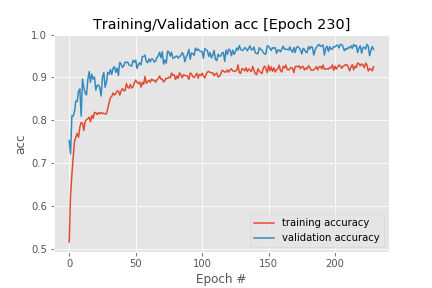 Training/Validation acc [Epoch 230]
1.0
0.9
0.8
0.7
0.6
0.5
acc
0 50 100 150 200
Epoch #
training accuracy
validation accuracy